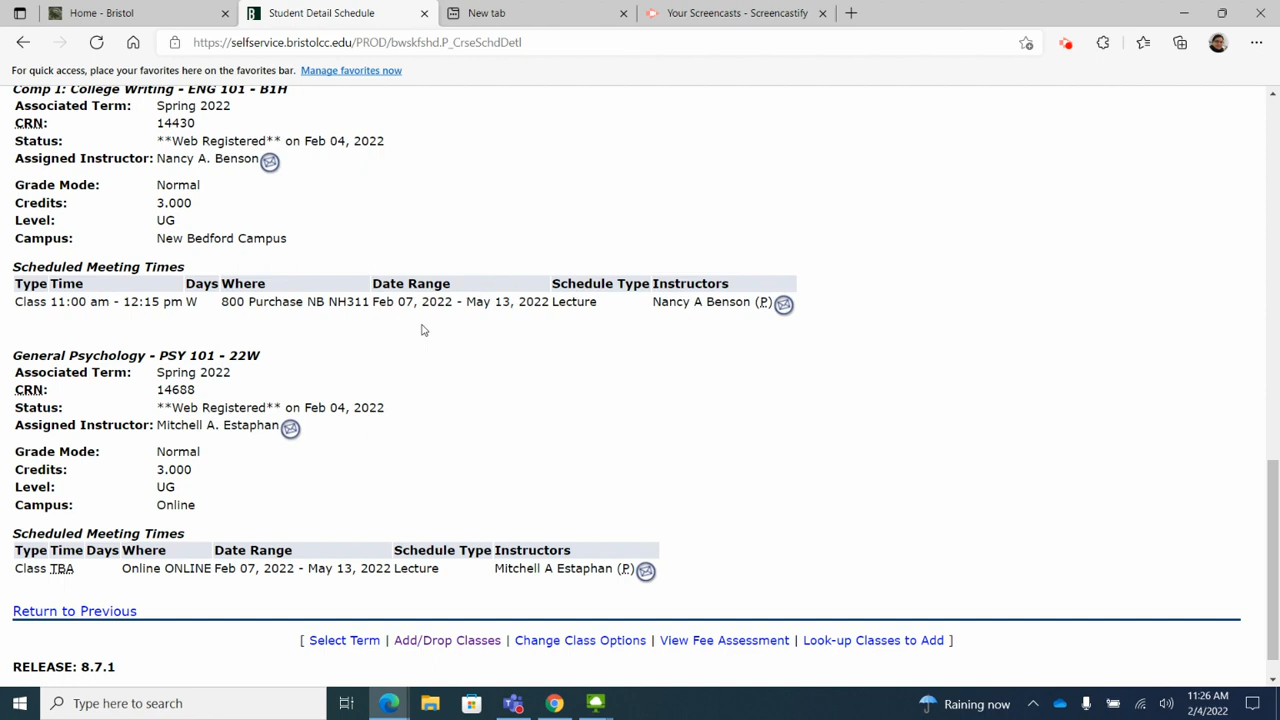 Home - Bristol
Student Detail Schedule
New tab
Your Screencasts - Screencastify
https://selfservice.bristolcc.edu/PROD/bwskfshd.P_CrseSchdDetl
For quick access, place your favorites here on the favorites bar. Manage favorites now
Comp I: College Writing - ENG 101 - B1H
Associated Term: Spring 2022
CRN: 14430
Status: **Web Registered** on Feb 04, 2022
Assigned Instructor: Nancy A. Benson
Grade Mode: Normal
Credits: 3.000
Level: UG
Campus: New Bedford Campus
Scheduled Meeting Times
Type Time Days Where Date Range Schedule Type Instructors
Class 11:00 am - 12:15 pm W 800 Purchase NB NH311 Feb 07, 2022 - May 13, 2022 Lecture Nancy A Benson (P)
General Psychology - PSY 101 - 22W
Associated Term: Spring 2022
CRN: 14688
Status: **Web Registered** on Feb 04, 2022
Assigned Instructor: Mitchell A. Estaphan
Grade Mode: Normal
Credits: 3.000
Level: UG
Campus: Online
Scheduled Meeting Times
Type Time Days Where Date Range Schedule Type Instructors
Class TBA Online ONLINE Feb 07, 2022 - May 13, 2022 Lecture Mitchell A Estaphan (P)
Return to Previous
[ Select Term | Add/Drop Classes | Change Class Options | View Fee Assessment | Look-up Classes to Add ]
RELEASE: 8.7.1
Type here to search
Raining now
11:26 AM
2/4/2022